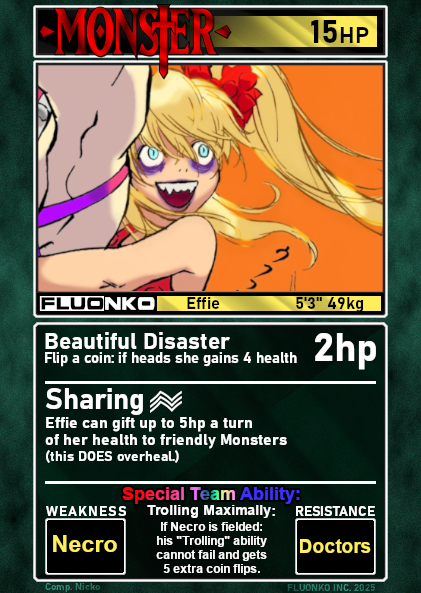 MONSTER
15HP
FLUONKO Effie 5'3" 49kg
Beautiful Disaster 2hp
Flip a coin: if heads she gains 4 health
Sharing
Effie can gift up to 5hp a turn
of her health to friendly Monsters
(this DOES overheal.)
Special Team Ability:
WEAKNESS
Necro
Trolling Maximally:
If Necro is fielded:
his "Trolling" ability
cannot fail and gets
5 extra coin flips.
RESISTANCE
Doctors
Comp. Nicko
FLUONKO INC. 2025